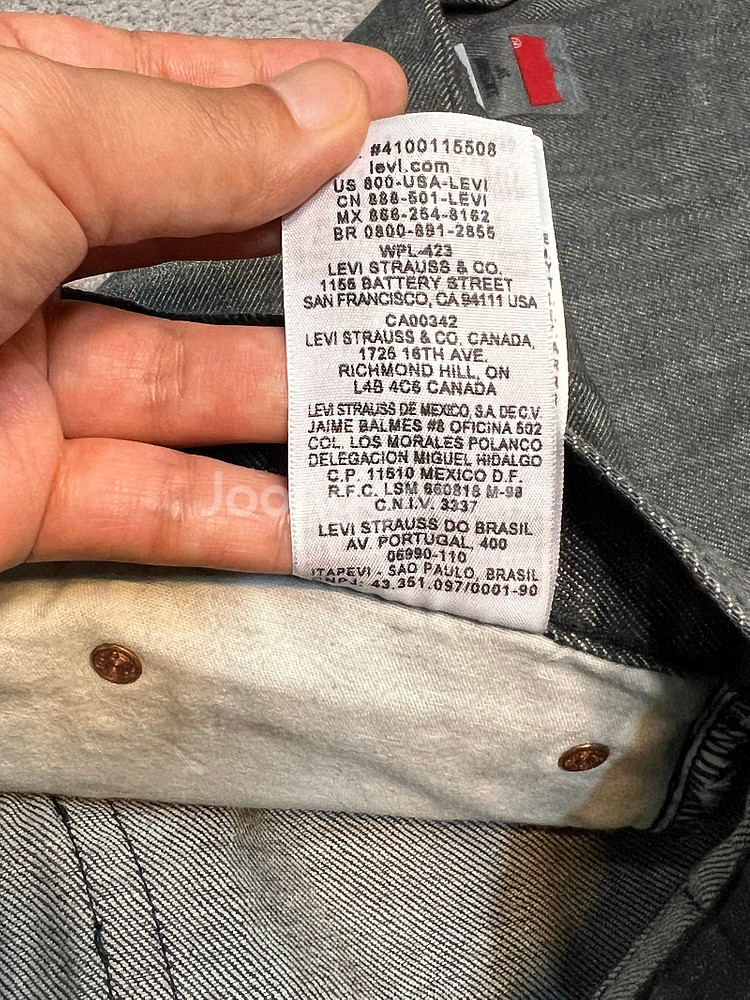 #4100115508
levi.com
US 800-USA-LEVI
CN 888-501-LEVI
MX 866-264-8162
BR 0800-891-2855
WPL-423
LEVI STRAUSS & CO.
1155 BATTERY STREET
SAN FRANCISCO, CA 94111 USA
CA00342
LEVI STRAUSS & CO. CANADA,
1725 16TH AVE.
RICHMOND HILL, ON
L4B 4C6 CANADA
LEVI STRAUSS DE MEXICO, S.A. DE C.V
JAIME BALMES #8 OFICINA 502
COL. LOS MORALES POLANCO
DELEGACION MIGUEL HIDALGO
C.P. 11510 MEXICO D.F.
R.F.C. LSM 660818 M-98
C.N.I.V. 3337
LEVI STRAUSS DO BRASIL
AV. PORTUGAL, 400
06990-110
ITAPEVI - SAO PAULO, BRASIL
43.351.097/0001-90